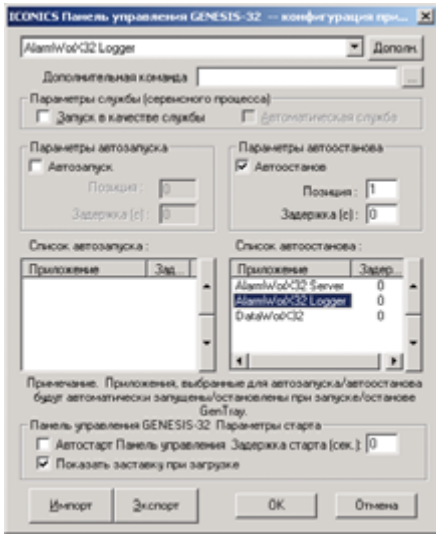 ICONICS Панель управления GENESIS-32 -- конфигурация при...
AlarmWorX32 Logger
Дополн.
Дополнительная команда
...
Параметры службы (сервисного процесса)
Запуск в качестве службы
Автоматическая служба
Параметры автозапуска
Параметры автоостанова
Автозапуск
Автоостанов
Позиция : 0
Позиция : 1
Задержка (с) : 0
Задержка (с) : 0
Список автозапуска :
Список автоостанова :
Приложение Зад...
Приложение Задер...
AlarmWorX32 Server 0
AlarmWorX32 Logger 0
DataWorX32 0
Примечание. Приложения, выбранные для автозапуска/автоостанова
будут автоматически запущены/остановлены при запуске/останове
GenTray.
Панель управления GENESIS-32 Параметры старта
Автостарт Панель управления Задержка старта (сек.): 0
Показать заставку при загрузке
Импорт
Экспорт
OK
Отмена